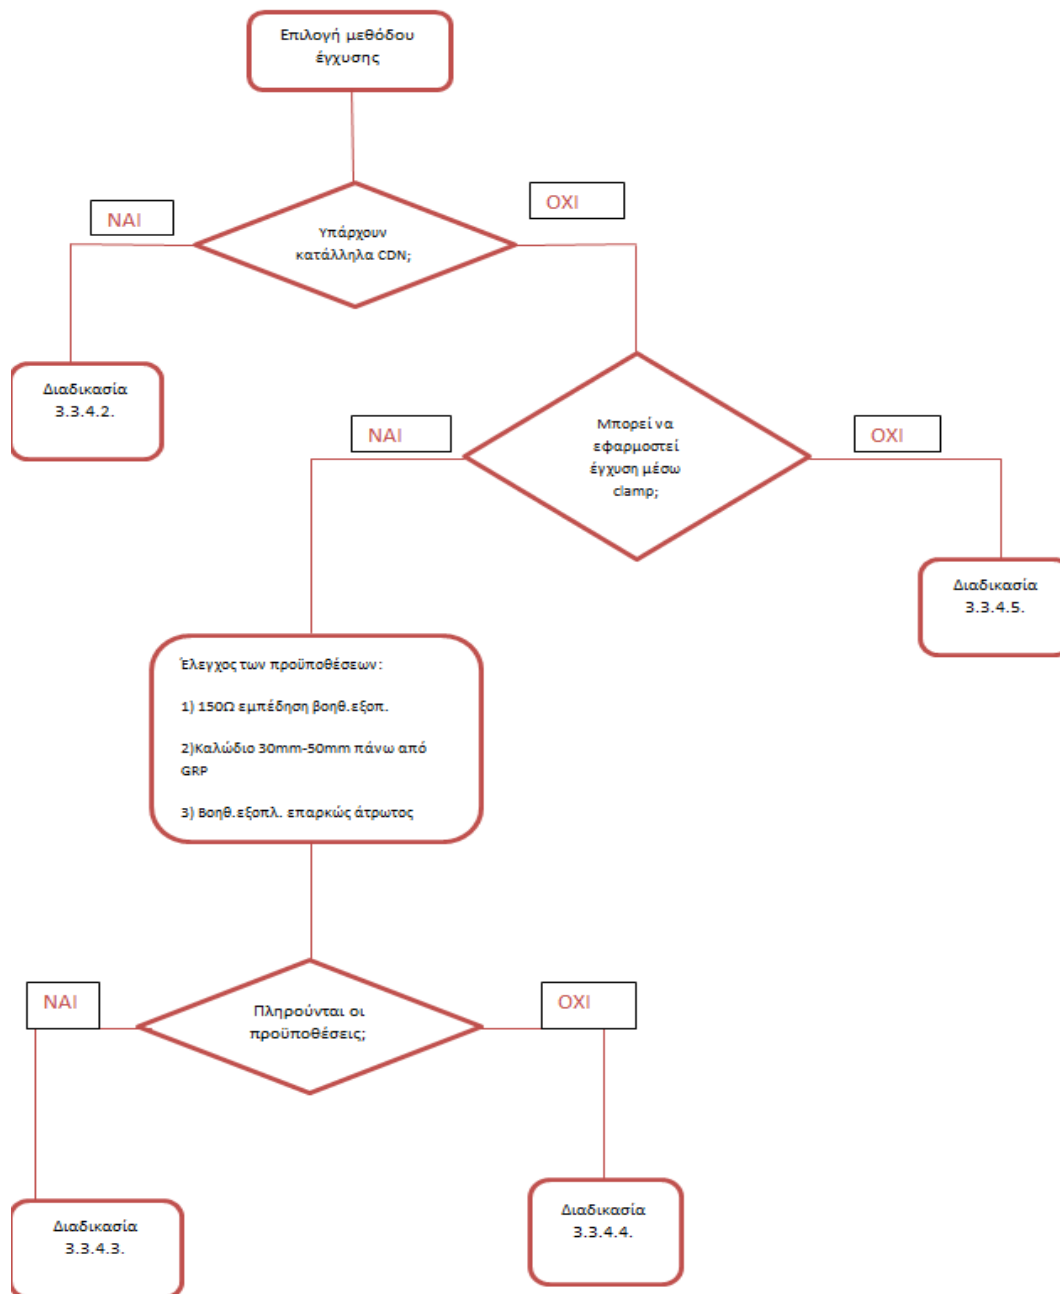 Επιλογή μεθόδου
έγχυσης
ΝΑΙ
ΟΧΙ
Υπάρχουν
κατάλληλα CDN;
Διαδικασία
3.3.4.2.
Μπορεί να
εφαρμοστεί
έγχυση μέσω
clamp;
ΝΑΙ
ΟΧΙ
Διαδικασία
3.3.4.5.
Έλεγχος των προϋποθέσεων:
1) 150Ω εμπέδηση βοηθ.εξοπ.
2)Καλώδιο 30mm-50mm πάνω από
GRP
3) Βοηθ.εξοπλ. επαρκώς άτρωτος
ΝΑΙ
ΟΧΙ
Πληρούνται οι
προϋποθέσεις;
Διαδικασία
3.3.4.3.
Διαδικασία
3.3.4.4.